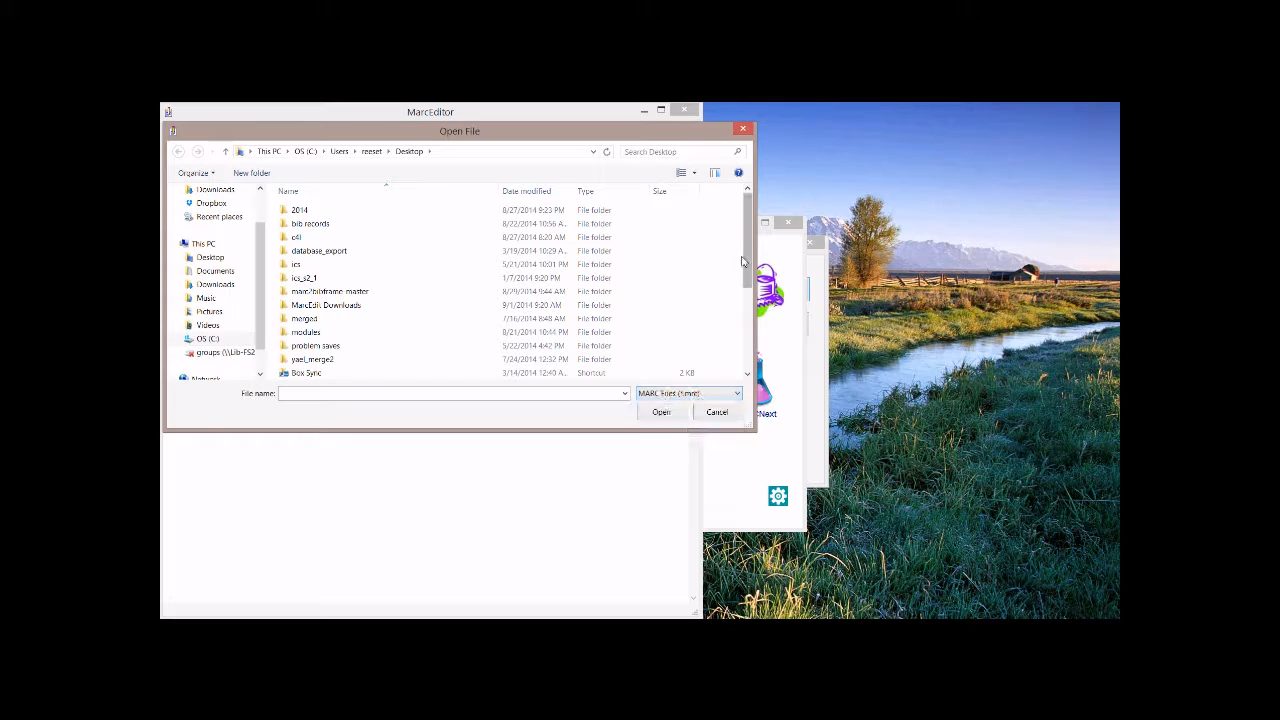 MarcEditor
Open File
This PC OS (C:) Users reeset Desktop
Search Desktop
Organize New folder
Name Date modified Type Size
Downloads
Dropbox
Recent places
This PC
Desktop
Documents
Downloads
Music
Pictures
Videos
OS (C:)
groups (\\Lib-FS2
Network
2014 8/27/2014 9:23 PM File folder
bib records 8/22/2014 10:56 A... File folder
c4l 8/27/2014 8:20 AM File folder
database_export 3/19/2014 10:29 A... File folder
ics 5/21/2014 10:01 PM File folder
ics_s2_1 1/7/2014 9:20 PM File folder
marc2bibframe-master 8/29/2014 9:44 AM File folder
MarcEdit Downloads 9/1/2014 9:20 AM File folder
merged 7/16/2014 8:48 AM File folder
modules 8/21/2014 10:44 PM File folder
problem saves 5/22/2014 4:42 PM File folder
yael_merge2 7/24/2014 12:32 PM File folder
Box Sync 3/14/2014 12:40 A... Shortcut 2 KB
File name:
MARC Files (*.mrc)
Open Cancel
CNext